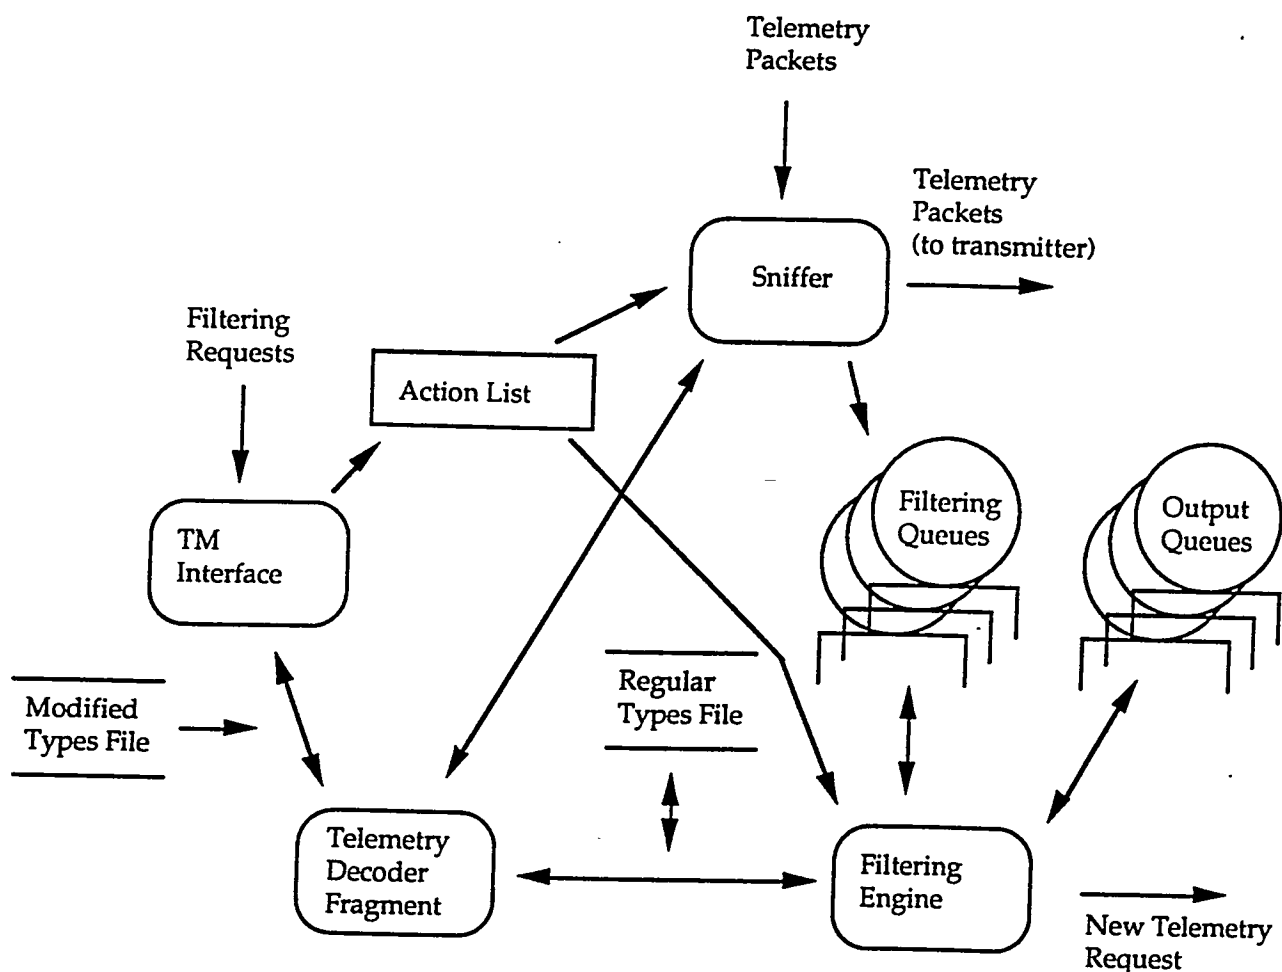 Telemetry
Packets
Telemetry
Packets
(to transmitter)
Sniffer
Filtering
Requests
Action List
Filtering
Queues
Output
Queues
TM
Interface
Modified
Types File
Regular
Types File
Telemetry
Decoder
Fragment
Filtering
Engine
New Telemetry
Request